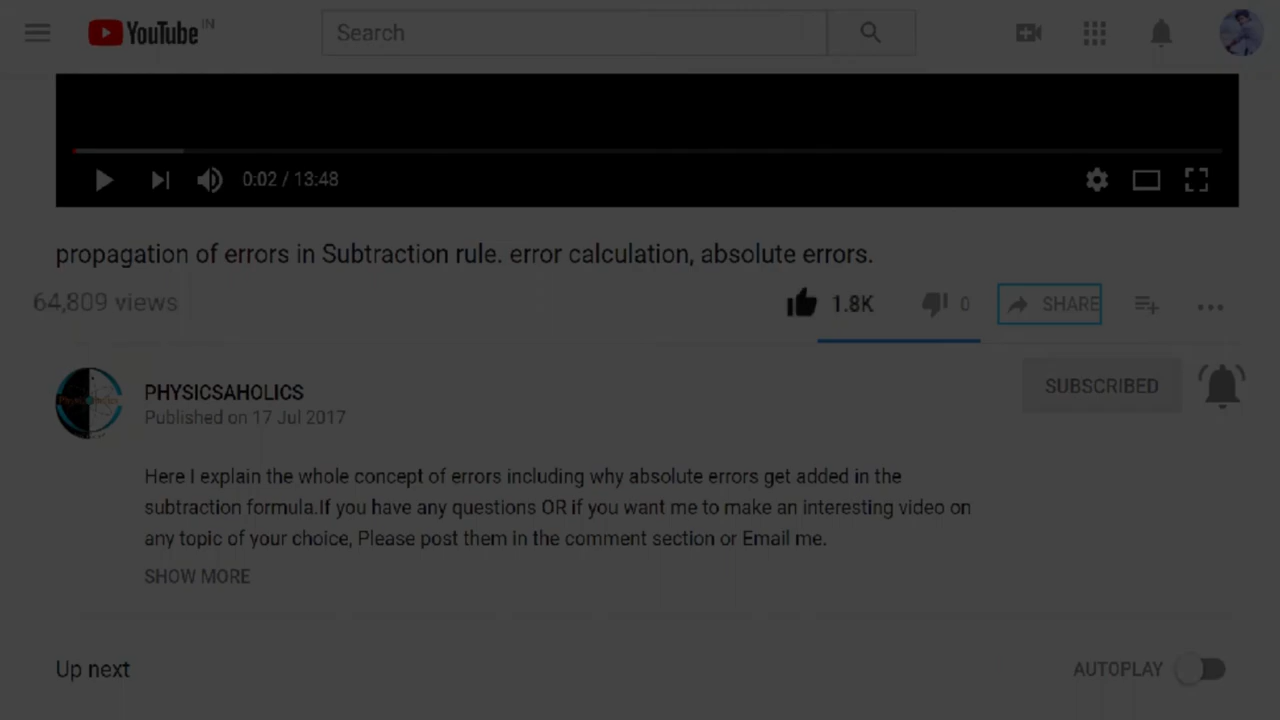 YouTube IN
Search
0:02 / 13:48
propagation of errors in Subtraction rule. error calculation, absolute errors.
64,809 views
1.8K
0
SHARE
PHYSICSAHOLICS
SUBSCRIBED
Published on 17 Jul 2017
Here I explain the whole concept of errors including why absolute errors get added in the
subtraction formula.If you have any questions OR if you want me to make an interesting video on
any topic of your choice, Please post them in the comment section or Email me.
SHOW MORE
Up next
AUTOPLAY